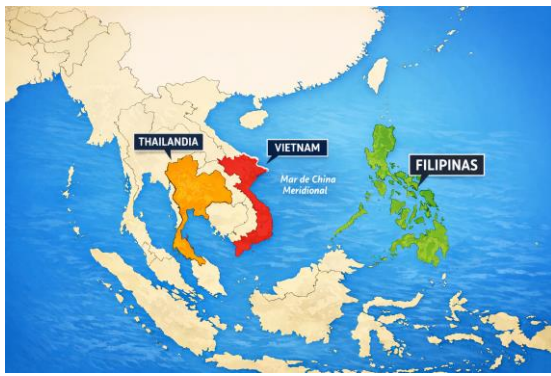 THAILANDIA
VIETNAM
FILIPINAS
Mar de China
Meridional